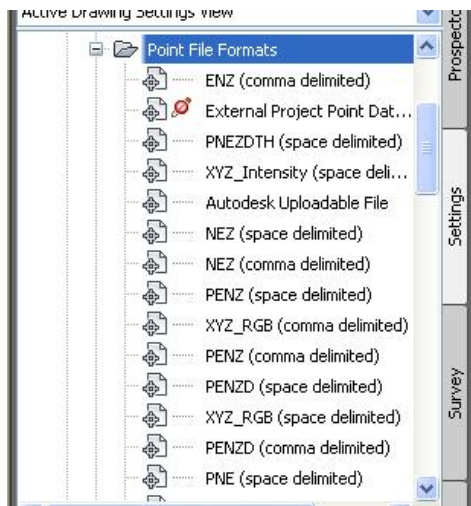 Active Drawing Settings View
Point File Formats
ENZ (comma delimited)
External Project Point Dat...
PNEZDTH (space delimited)
XYZ_Intensity (space deli...
Autodesk Uploadable File
NEZ (space delimited)
NEZ (comma delimited)
PENZ (space delimited)
XYZ_RGB (comma delimited)
PENZ (comma delimited)
PENZD (space delimited)
XYZ_RGB (space delimited)
PENZD (comma delimited)
PNE (space delimited)
Prospecto
Settings
Survey